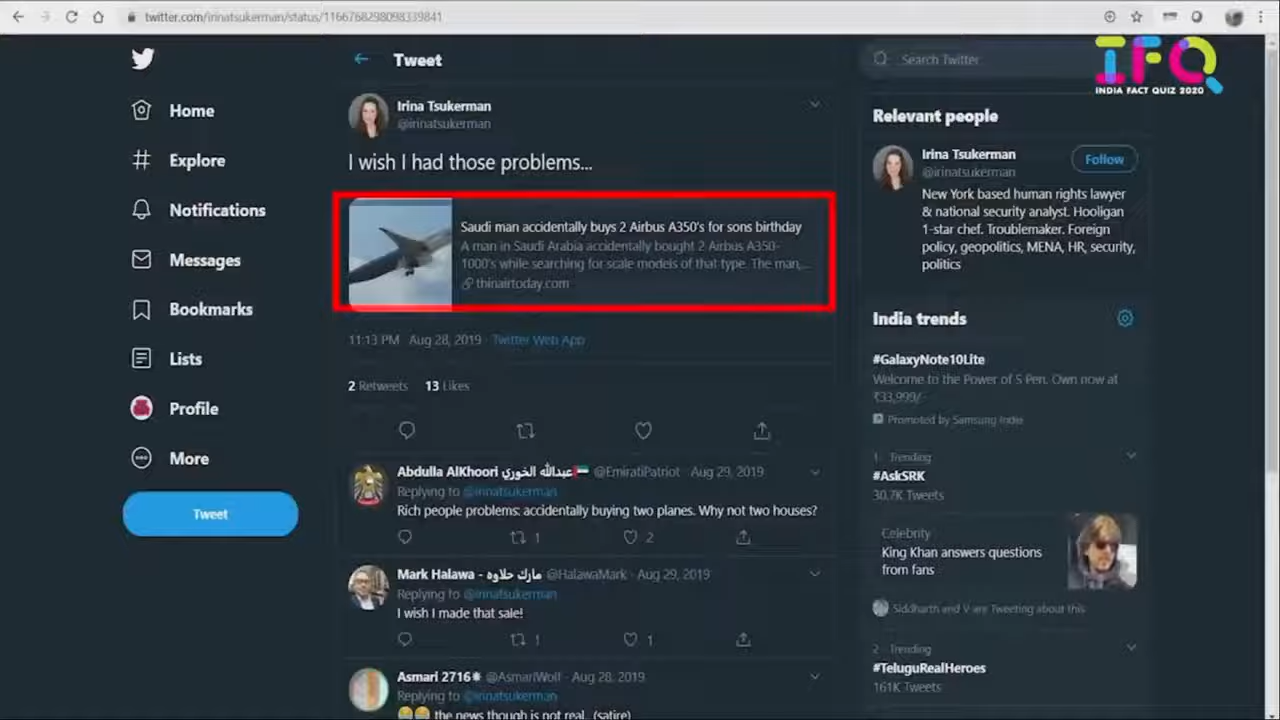 twitter.com/irinatsukerman/status/1166768298098339841
IFQ
INDIA FACT QUIZ 2020
Home
Explore
Notifications
Messages
Bookmarks
Lists
Profile
More
Tweet
Tweet
Irina Tsukerman
@irinatsukerman
I wish I had those problems...
Saudi man accidentally buys 2 Airbus A350's for sons birthday
A man in Saudi Arabia accidentally bought 2 Airbus A350-
1000's while searching for scale models of that type. The man,...
thinairtoday.com
11:13 PM · Aug 28, 2019 · Twitter Web App
2 Retweets 13 Likes
Abdulla AlKhoori عبدالله الخوري @EmiratiPatriot · Aug 29, 2019
Replying to @irinatsukerman
Rich people problems: accidentally buying two planes. Why not two houses?
1 2
Mark Halawa - مارك حلاوه @HalawaMark · Aug 29, 2019
Replying to @irinatsukerman
I wish I made that sale!
1 1
Asmari 2716 @AsmariWolf · Aug 28, 2019
Replying to @irinatsukerman
the news though is not real.. (satire)
Search Twitter
Relevant people
Irina Tsukerman
@irinatsukerman
Follow
New York based human rights lawyer
& national security analyst. Hooligan
1-star chef. Troublemaker. Foreign
policy, geopolitics, MENA, HR, security,
politics
India trends
#GalaxyNote10Lite
Welcome to the Power of S Pen. Own now at
₹33,999/-
Promoted by Samsung India
1 · Trending
#AskSRK
30.7K Tweets
Celebrity
King Khan answers questions
from fans
Siddharth and V are Tweeting about this
2 · Trending
#TeluguRealHeroes
161K Tweets